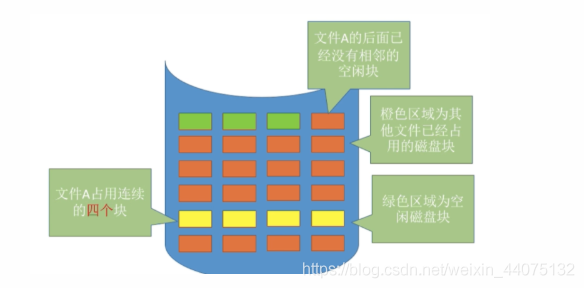 文件A的后面已
经没有相邻的
空闲块
橙色区域为其
他文件已经占
用的磁盘块
文件A占用连续
的四个块
绿色区域为空
闲磁盘块
https://blog.csdn.net/weixin_44075132